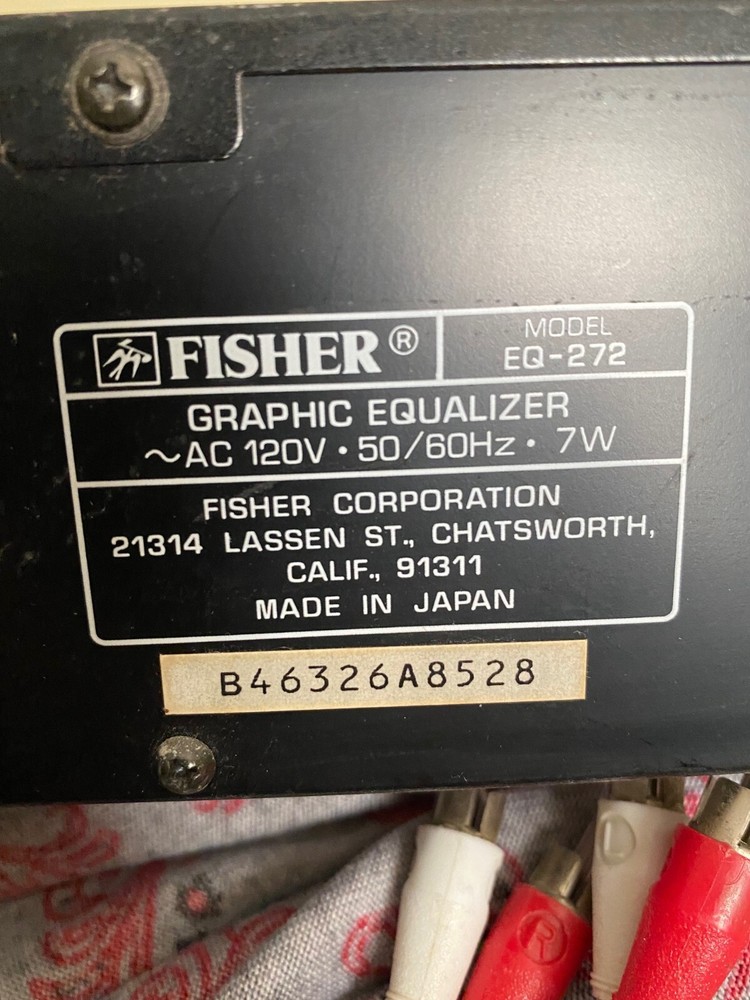 FISHER®
MODEL
EQ-272
GRAPHIC EQUALIZER
~AC 120V • 50/60Hz • 7W
FISHER CORPORATION
21314 LASSEN ST., CHATSWORTH,
CALIF., 91311
MADE IN JAPAN
B46326A8528
R